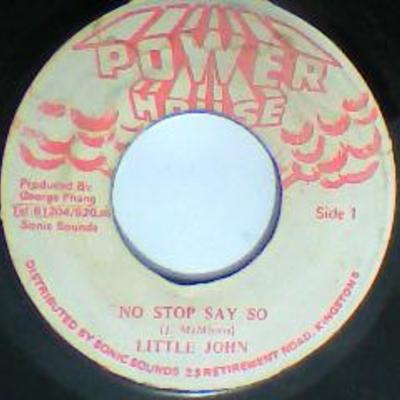 POWER
HOUSE
Produced By
George Phang
Sonic Sounds
Side 1
NO STOP SAY SO
LITTLE JOHN
DISTRIBUTED BY SONIC SOUNDS 25 RETIREMENT ROAD, KINGSTON 5